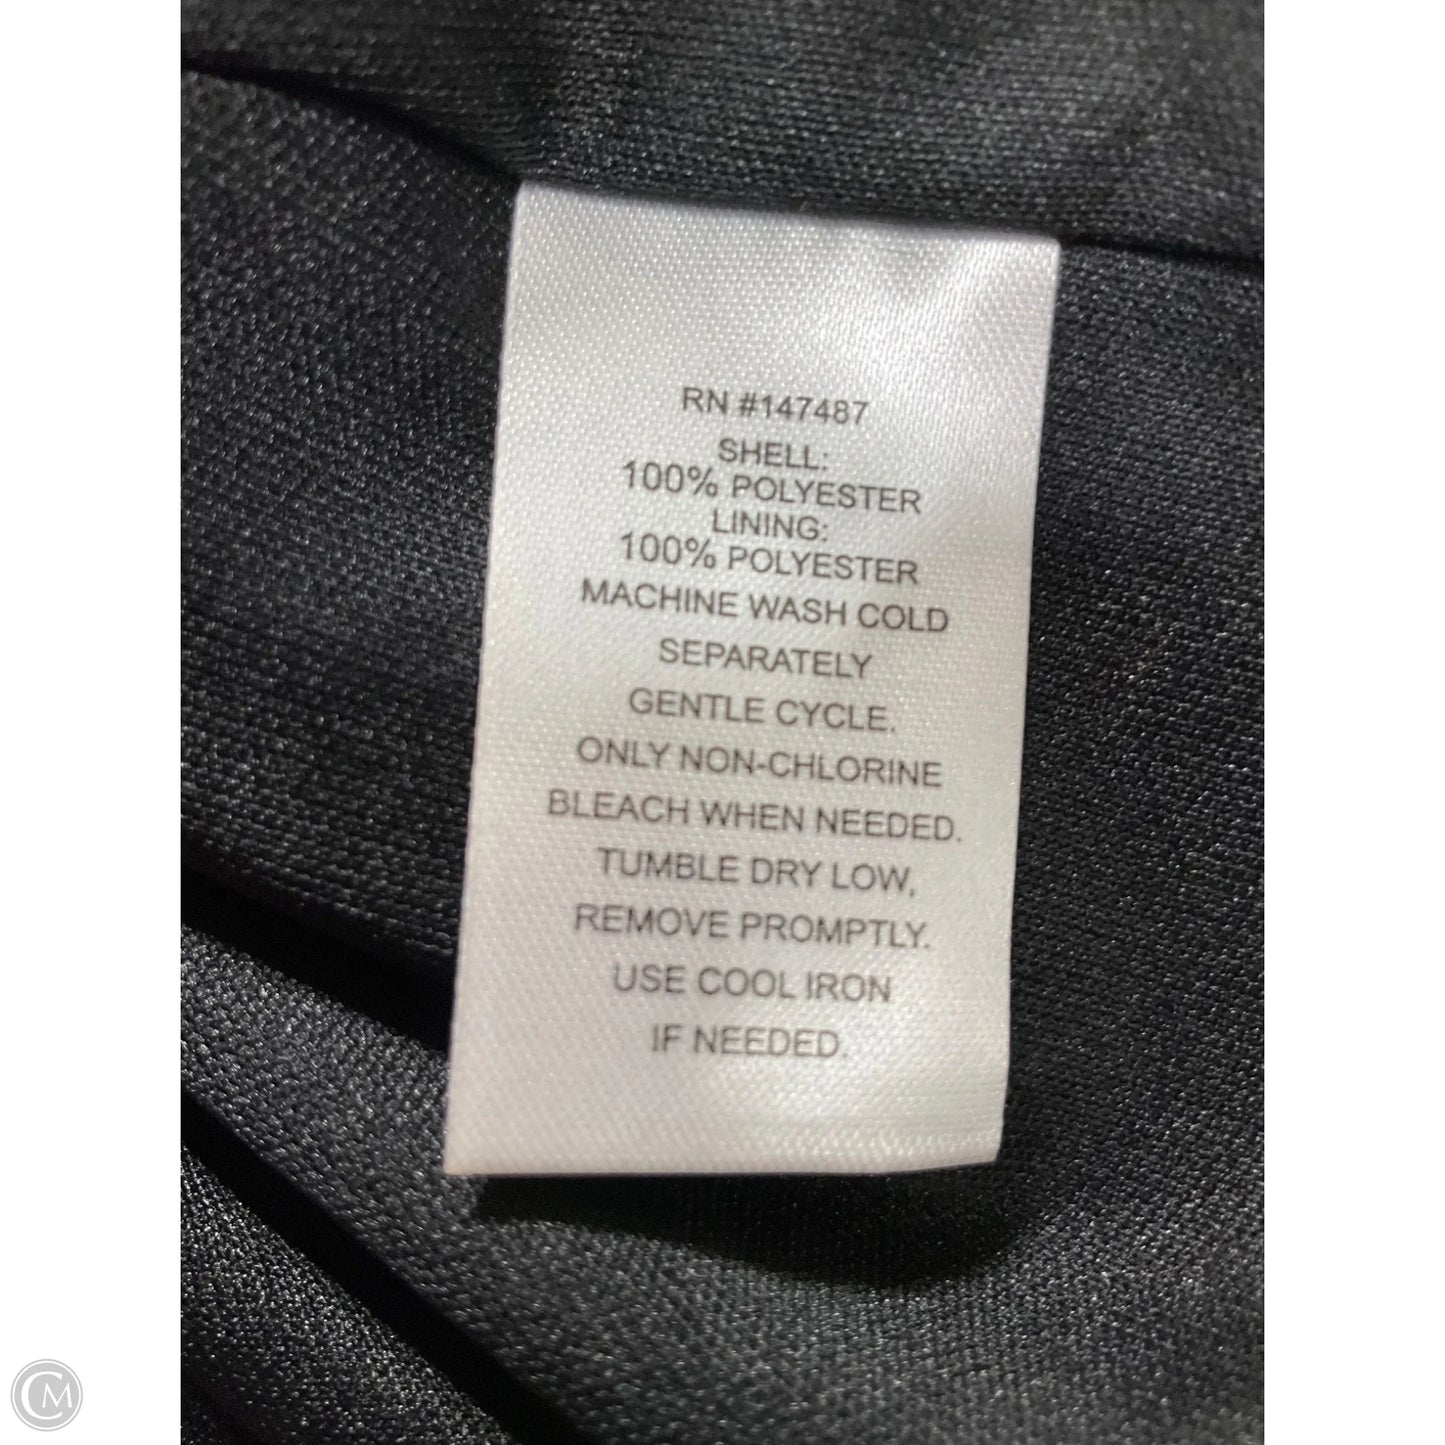 RN #147487
SHELL:
100% POLYESTER
LINING:
100% POLYESTER
MACHINE WASH COLD
SEPARATELY
GENTLE CYCLE.
ONLY NON-CHLORINE
BLEACH WHEN NEEDED.
TUMBLE DRY LOW,
REMOVE PROMPTLY.
USE COOL IRON
IF NEEDED.
CM